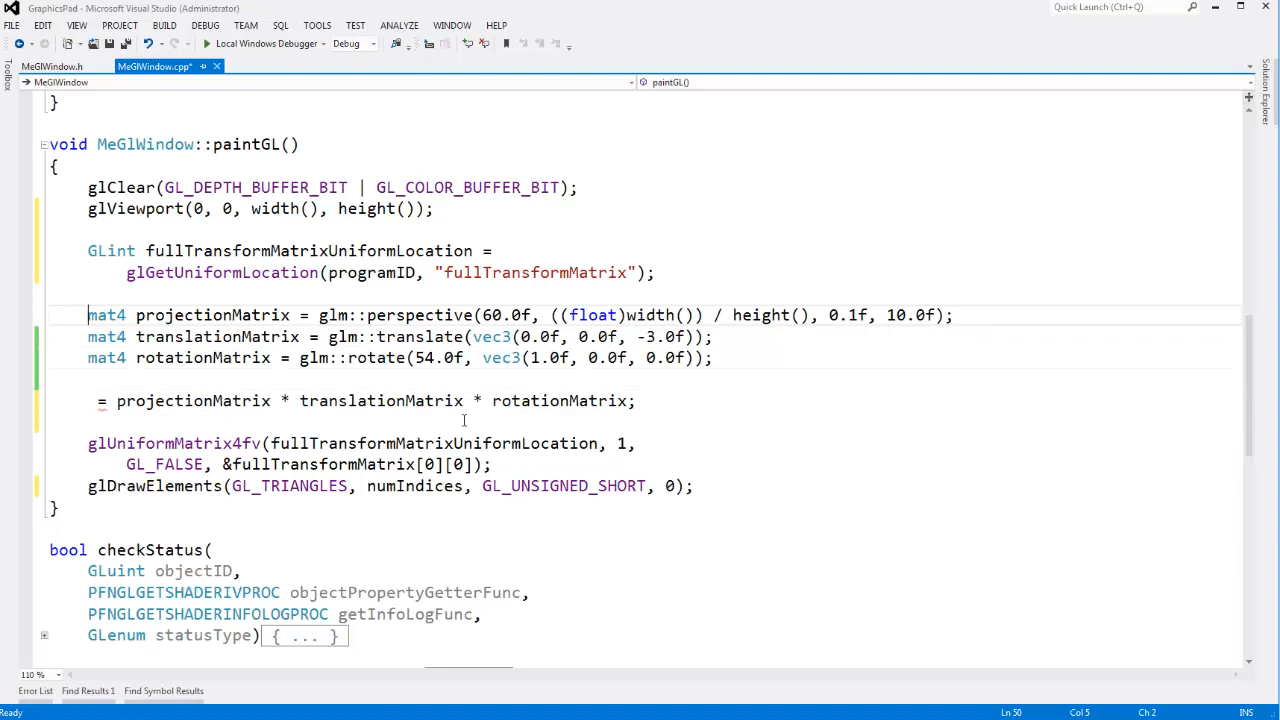 GraphicsPad - Microsoft Visual Studio (Administrator)
Quick Launch (Ctrl+Q)
FILE EDIT VIEW PROJECT BUILD DEBUG TEAM SQL TOOLS TEST ANALYZE WINDOW HELP
Local Windows Debugger Debug
Toolbox
MeGlWindow.h MeGlWindow.cpp*
Solution Explorer
MeGlWindow paintGL()
}
void MeGlWindow::paintGL()
{
glClear(GL_DEPTH_BUFFER_BIT | GL_COLOR_BUFFER_BIT);
glViewport(0, 0, width(), height());
GLint fullTransformMatrixUniformLocation =
glGetUniformLocation(programID, "fullTransformMatrix");
mat4 projectionMatrix = glm::perspective(60.0f, ((float)width()) / height(), 0.1f, 10.0f);
mat4 translationMatrix = glm::translate(vec3(0.0f, 0.0f, -3.0f));
mat4 rotationMatrix = glm::rotate(54.0f, vec3(1.0f, 0.0f, 0.0f));
= projectionMatrix * translationMatrix * rotationMatrix;
glUniformMatrix4fv(fullTransformMatrixUniformLocation, 1,
GL_FALSE, &fullTransformMatrix[0][0]);
glDrawElements(GL_TRIANGLES, numIndices, GL_UNSIGNED_SHORT, 0);
}
bool checkStatus(
GLuint objectID,
PFNGLGETSHADERIVPROC objectPropertyGetterFunc,
PFNGLGETSHADERINFOLOGPROC getInfoLogFunc,
GLenum statusType){ ... }
110 %
Error List Find Results 1 Find Symbol Results
Ready Ln 50 Col 5 Ch 2 INS